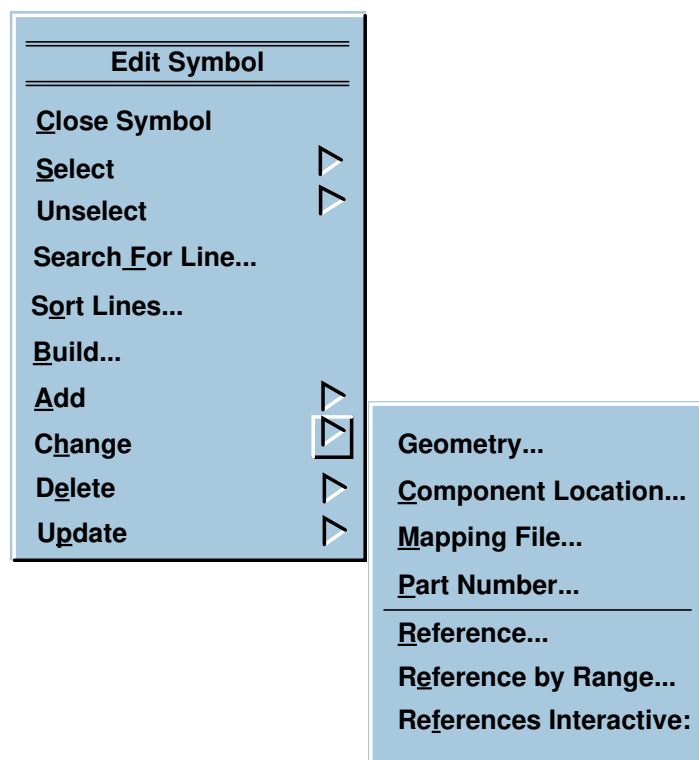 Edit Symbol
Close Symbol
Select
Unselect
Search For Line...
Sort Lines...
Build...
Add
Change
Delete
Update
Geometry...
Component Location...
Mapping File...
Part Number...
Reference...
Reference by Range...
References Interactive: